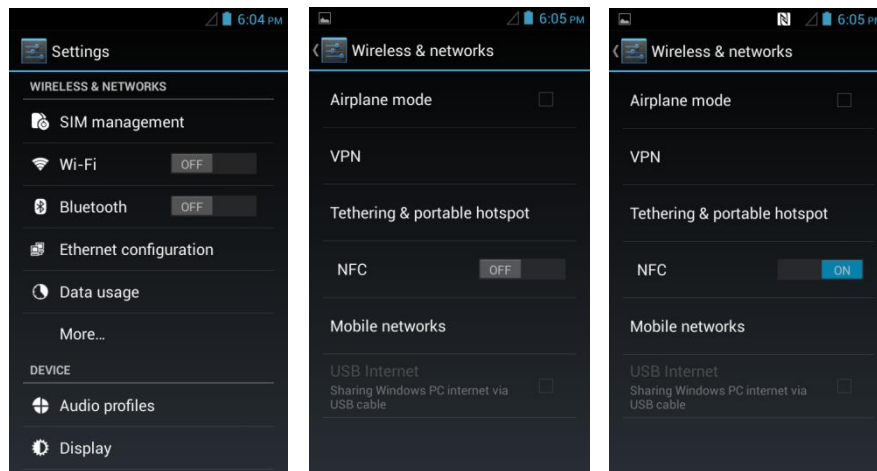 6:04 PM
Settings
WIRELESS & NETWORKS
SIM management
Wi-Fi OFF
Bluetooth OFF
Ethernet configuration
Data usage
More...
DEVICE
Audio profiles
Display
6:05 PM
Wireless & networks
Airplane mode
VPN
Tethering & portable hotspot
NFC OFF
Mobile networks
USB Internet
Sharing Windows PC internet via
USB cable
6:05 PM
Wireless & networks
Airplane mode
VPN
Tethering & portable hotspot
NFC ON
Mobile networks
USB Internet
Sharing Windows PC internet via
USB cable